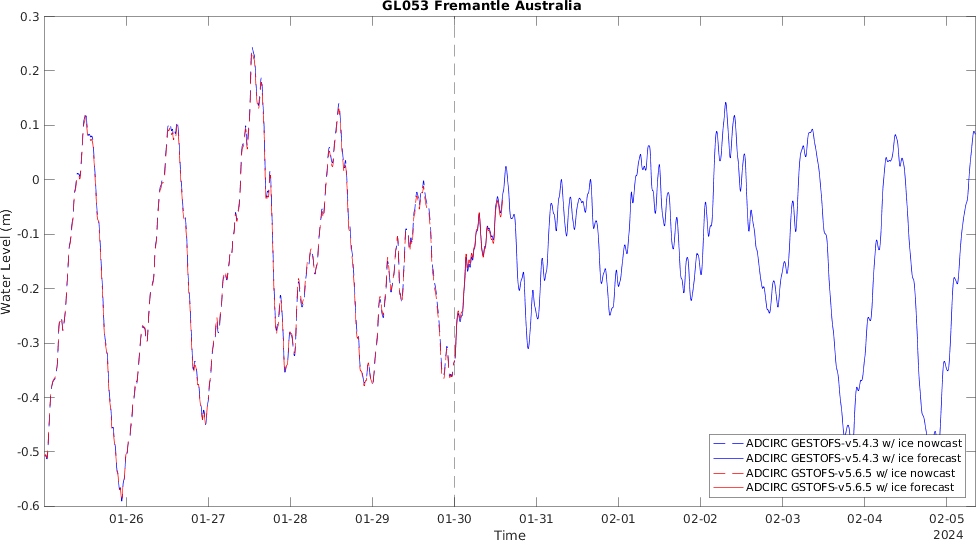 GL053 Fremantle Australia
0.3
0.2
0.1
0
-0.1
-0.2
-0.3
-0.4
-0.5
-0.6
Water Level (m)
ADCIRC GESTOFS-v5.4.3 w/ ice nowcast
ADCIRC GESTOFS-v5.4.3 w/ ice forecast
ADCIRC GSTOFS-v5.6.5 w/ ice nowcast
ADCIRC GSTOFS-v5.6.5 w/ ice forecast
01-26 01-27 01-28 01-29 01-30 01-31 02-01 02-02 02-03 02-04 02-05
Time 2024